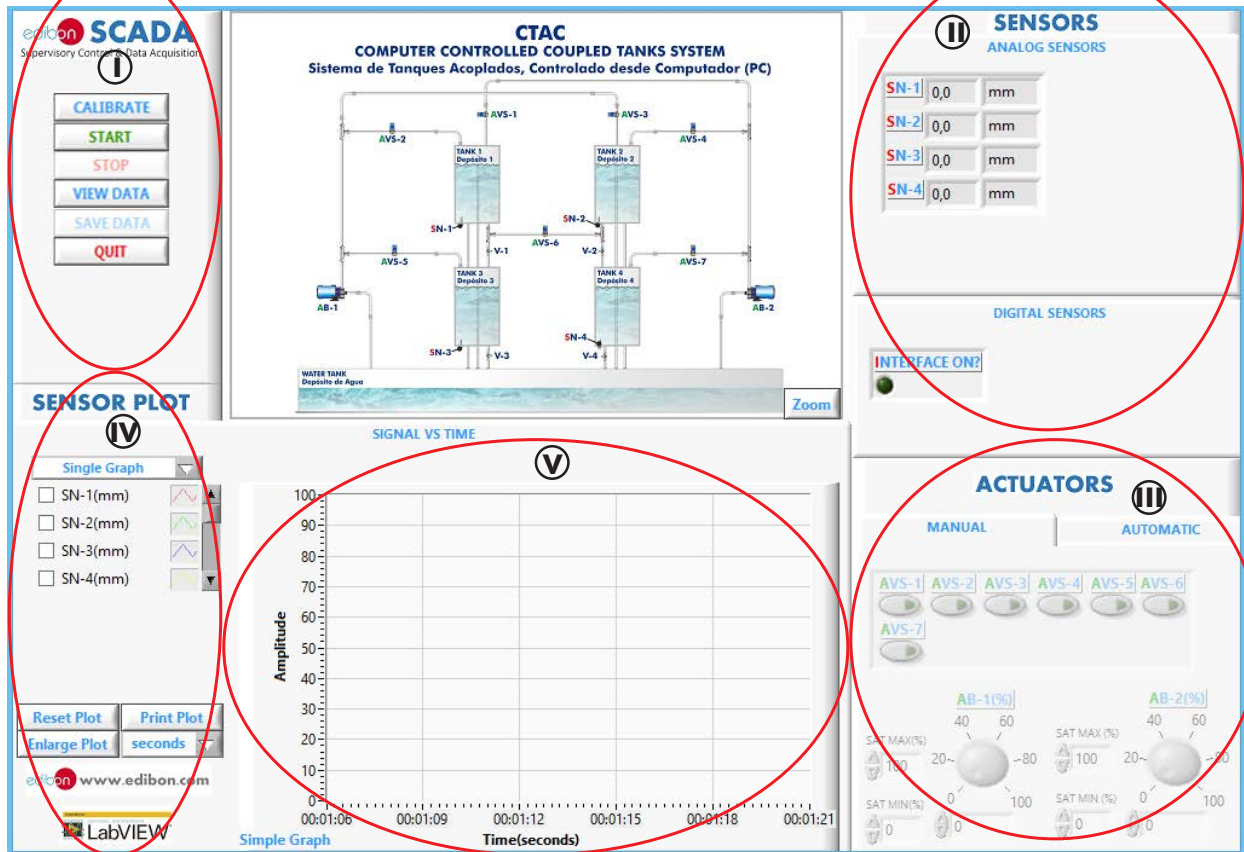 edibon SCADA
Supervisory Control & Data Acquisition
I
CALIBRATE
START
STOP
VIEW DATA
SAVE DATA
QUIT
CTAC
COMPUTER CONTROLLED COUPLED TANKS SYSTEM
Sistema de Tanques Acoplados, Controlado desde Computador (PC)
AVS-1
AVS-3
AVS-2
AVS-4
TANK 1
Depósito 1
TANK 2
Depósito 2
SN-1
SN-2
AVS-6
V-1
V-2
AVS-5
AVS-7
TANK 3
Depósito 3
TANK 4
Depósito 4
AB-1
AB-2
SN-3
SN-4
V-3
V-4
WATER TANK
Depósito de Agua
Zoom
SENSORS
II
ANALOG SENSORS
SN-1 0,0 mm
SN-2 0,0 mm
SN-3 0,0 mm
SN-4 0,0 mm
DIGITAL SENSORS
INTERFACE ON?
SENSOR PLOT
IV
Single Graph
SN-1(mm)
SN-2(mm)
SN-3(mm)
SN-4(mm)
Reset Plot Print Plot
Enlarge Plot seconds
edibon www.edibon.com
LabVIEW
SIGNAL VS TIME
V
Amplitude
100
90
80
70
60
50
40
30
20
10
0
00:01:06 00:01:09 00:01:12 00:01:15 00:01:18 00:01:21
Simple Graph Time(seconds)
ACTUATORS
III
MANUAL AUTOMATIC
AVS-1 AVS-2 AVS-3 AVS-4 AVS-5 AVS-6
AVS-7
AB-1(%)
40 60
SAT MAX(%)
100
20 80
SAT MIN(%)
0 100
0 0
AB-2(%)
40 60
SAT MAX (%)
100
20 80
SAT MIN (%)
0 100
0 0